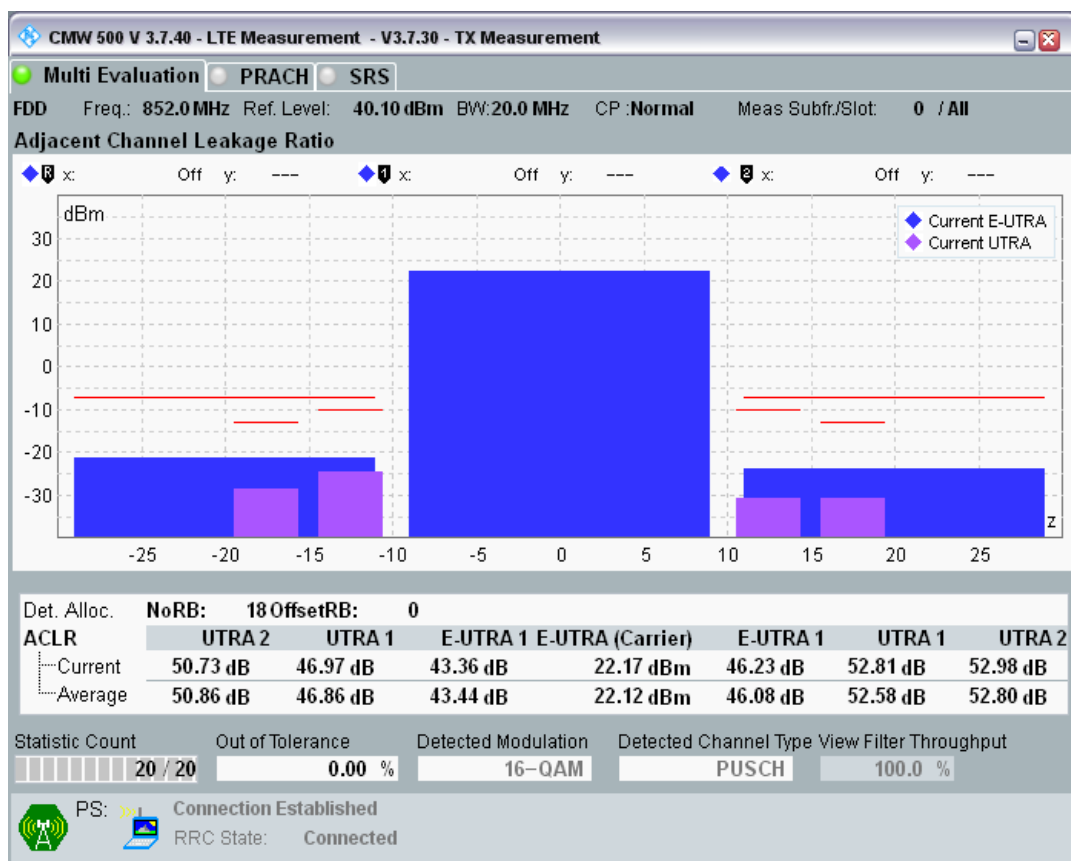 CMW 500 V 3.7.40 - LTE Measurement - V3.7.30 - TX Measurement
Multi Evaluation PRACH SRS
FDD Freq.: 852.0 MHz Ref. Level: 40.10 dBm BW:20.0 MHz CP :Normal Meas Subfr./Slot: 0 / All
Adjacent Channel Leakage Ratio
R x: Off y: --- 1 x: Off y: --- 2 x: Off y: ---
dBm
Current E-UTRA
Current UTRA
30
20
10
0
-10
-20
-30
z
-25 -20 -15 -10 -5 0 5 10 15 20 25
Det. Alloc. NoRB: 18 OffsetRB: 0
ACLR UTRA 2 UTRA 1 E-UTRA 1 E-UTRA (Carrier) E-UTRA 1 UTRA 1 UTRA 2
Current 50.73 dB 46.97 dB 43.36 dB 22.17 dBm 46.23 dB 52.81 dB 52.98 dB
Average 50.86 dB 46.86 dB 43.44 dB 22.12 dBm 46.08 dB 52.58 dB 52.80 dB
Statistic Count Out of Tolerance Detected Modulation Detected Channel Type View Filter Throughput
20 / 20 0.00 % 16-QAM PUSCH 100.0 %
PS: Connection Established
RRC State: Connected